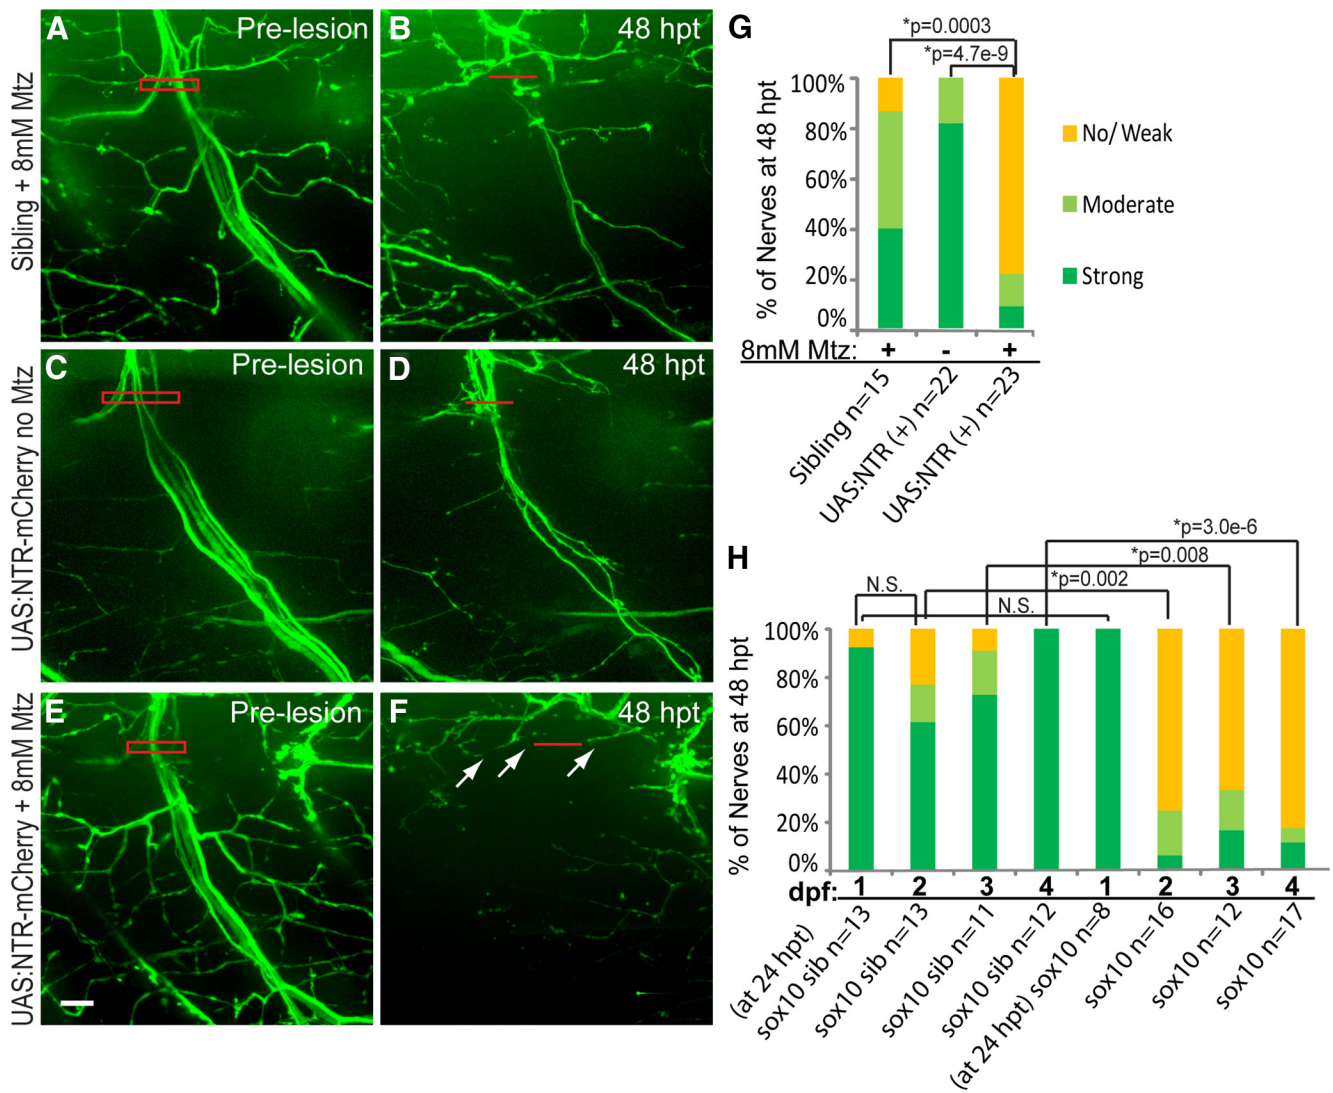 A Pre-lesion
B 48 hpt
Sibling + 8mM Mtz
C Pre-lesion
D 48 hpt
UAS:NTR-mCherry no Mtz
E Pre-lesion
F 48 hpt
UAS:NTR-mCherry + 8mM Mtz
G
*p=0.0003
*p=4.7e-9
% of Nerves at 48 hpt
100%
80%
60%
40%
20%
0%
8mM Mtz: + - +
Sibling n=15
UAS:NTR (+) n=22
UAS:NTR (+) n=23
No/ Weak
Moderate
Strong
H
*p=3.0e-6
*p=0.008
*p=0.002
N.S.
N.S.
% of Nerves at 48 hpt
100%
80%
60%
40%
20%
0%
dpf: 1 2 3 4 1 2 3 4
(at 24 hpt)
sox10 sib n=13
sox10 sib n=13
sox10 sib n=11
sox10 sib n=12
(at 24 hpt) sox10 n=8
sox10 n=16
sox10 n=12
sox10 n=17